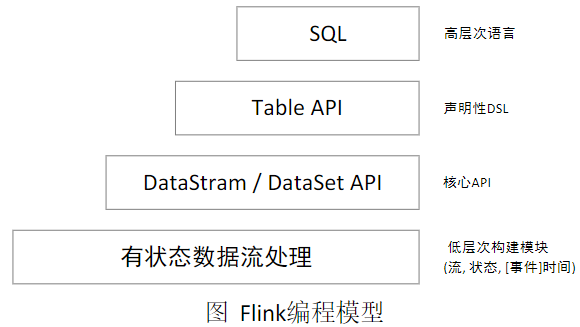 SQL
高层次语言
Table API
声明性DSL
DataStram / DataSet API
核心API
有状态数据流处理
低层次构建模块
(流, 状态, [事件]时间)
图 Flink编程模型